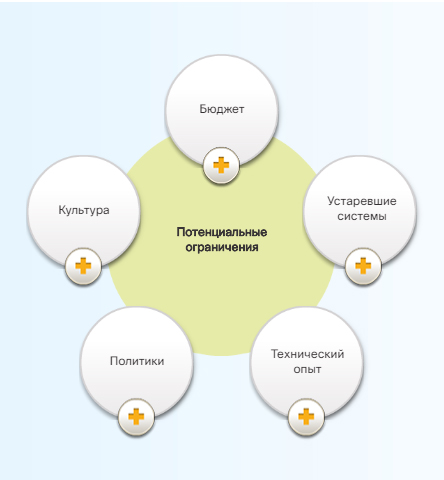 Бюджет
Культура
Устаревшие
системы
Потенциальные
ограничения
Политики
Технический
опыт